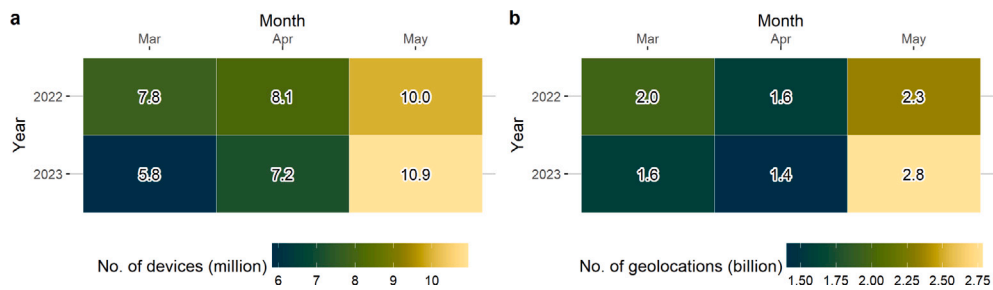 a
Month
Mar Apr May
Year
2022 7.8 8.1 10.0
2023 5.8 7.2 10.9
No. of devices (million)
6 7 8 9 10
b
Month
Mar Apr May
Year
2022 2.0 1.6 2.3
2023 1.6 1.4 2.8
No. of geolocations (billion)
1.50 1.75 2.00 2.25 2.50 2.75